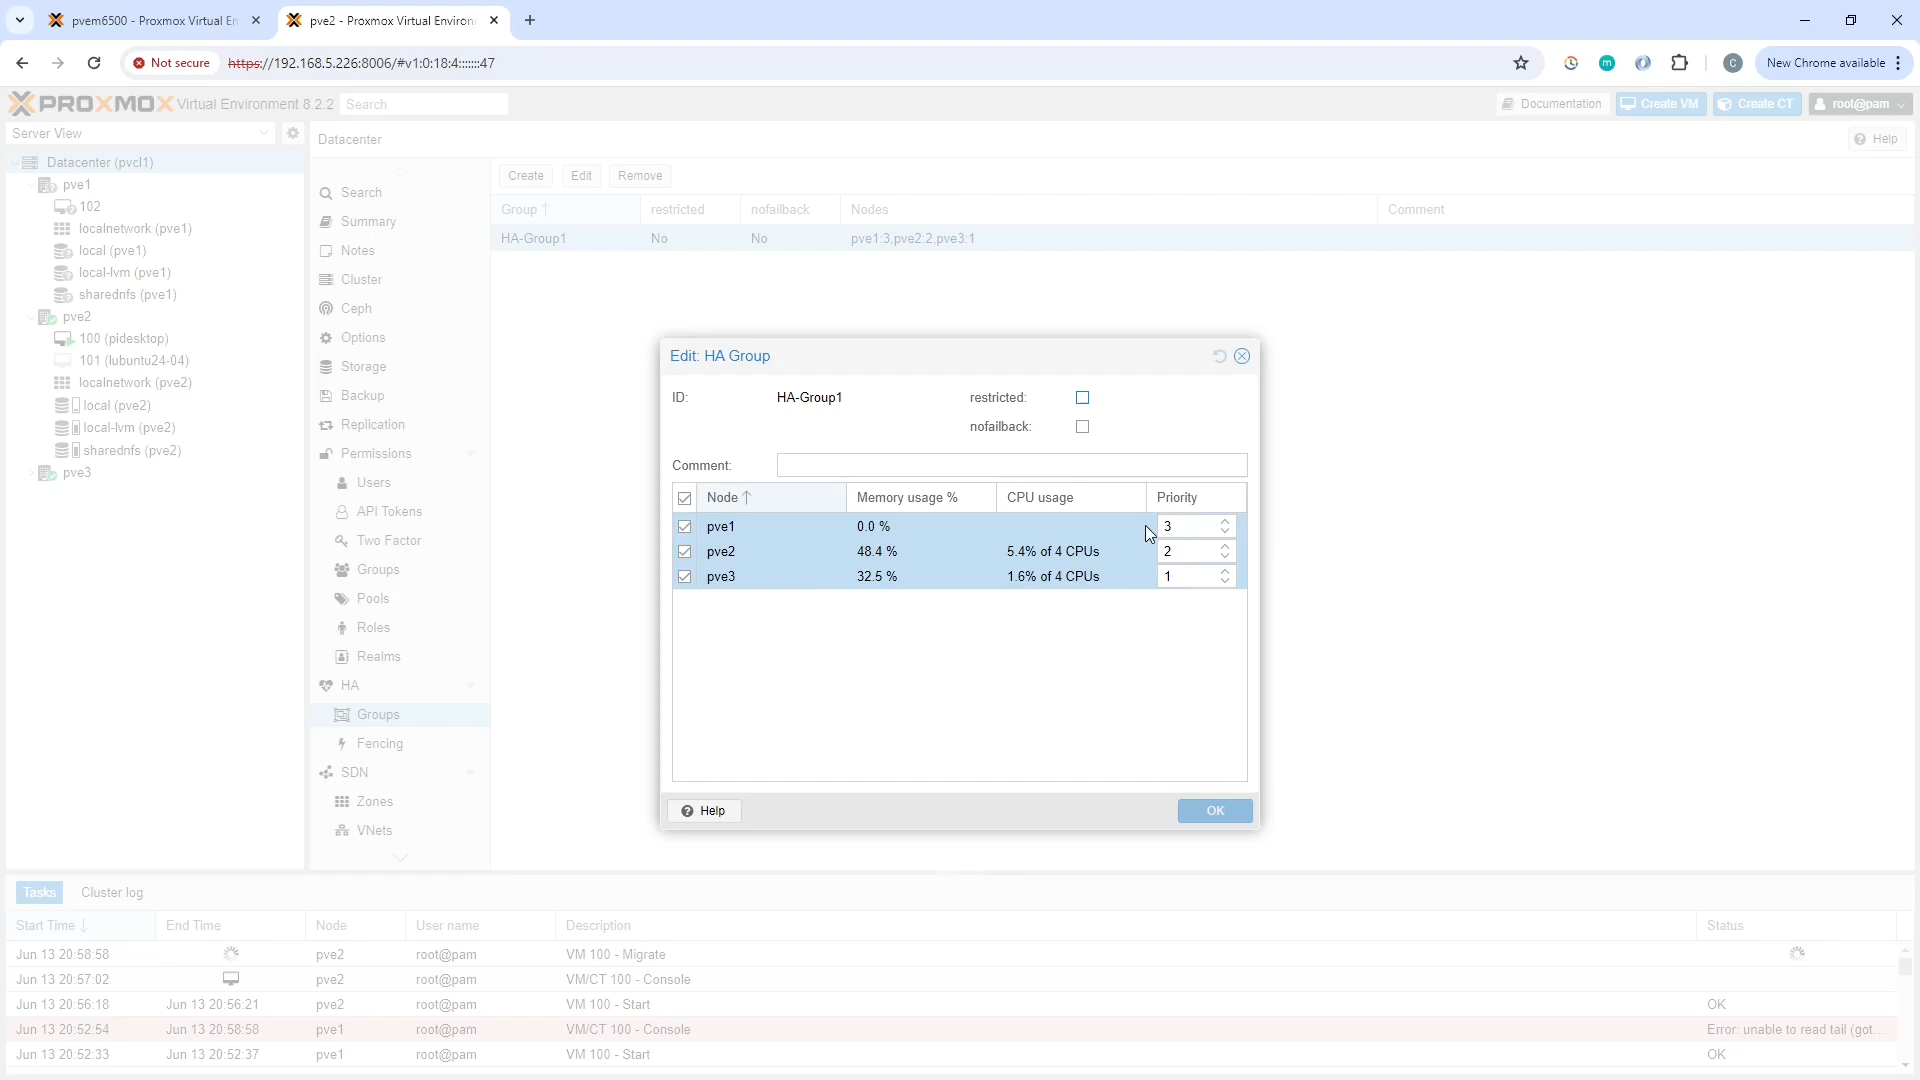 pvem6500 - Proxmox Virtual En
pve2 - Proxmox Virtual Environ
Not secure
https://192.168.5.226:8006/#v1:0:18:4:::::::47
New Chrome available
C
m
PROXMOX Virtual Environment 8.2.2
Search
Documentation
Create VM
Create CT
root@pam
Server View
Datacenter
Help
Datacenter (pvcl1)
pve1
102
localnetwork (pve1)
local (pve1)
local-lvm (pve1)
sharednfs (pve1)
pve2
100 (pidesktop)
101 (lubuntu24-04)
localnetwork (pve2)
local (pve2)
local-lvm (pve2)
sharednfs (pve2)
pve3
Search
Summary
Notes
Cluster
Ceph
Options
Storage
Backup
Replication
Permissions
Users
API Tokens
Two Factor
Groups
Pools
Roles
Realms
HA
Groups
Fencing
SDN
Zones
VNets
Create Edit Remove
Group restricted nofailback Nodes Comment
HA-Group1 No No pve1:3,pve2:2,pve3:1
Edit: HA Group
ID: HA-Group1 restricted:
nofailback:
Comment:
Node Memory usage % CPU usage Priority
pve1 0.0 % 3
pve2 48.4 % 5.4% of 4 CPUs 2
pve3 32.5 % 1.6% of 4 CPUs 1
Help
OK
Tasks Cluster log
Start Time End Time Node User name Description Status
Jun 13 20:58:58 pve2 root@pam VM 100 - Migrate
Jun 13 20:57:02 pve2 root@pam VM/CT 100 - Console
Jun 13 20:56:18 Jun 13 20:56:21 pve2 root@pam VM 100 - Start OK
Jun 13 20:52:54 Jun 13 20:58:58 pve1 root@pam VM/CT 100 - Console Error: unable to read tail (got...
Jun 13 20:52:33 Jun 13 20:52:37 pve1 root@pam VM 100 - Start OK